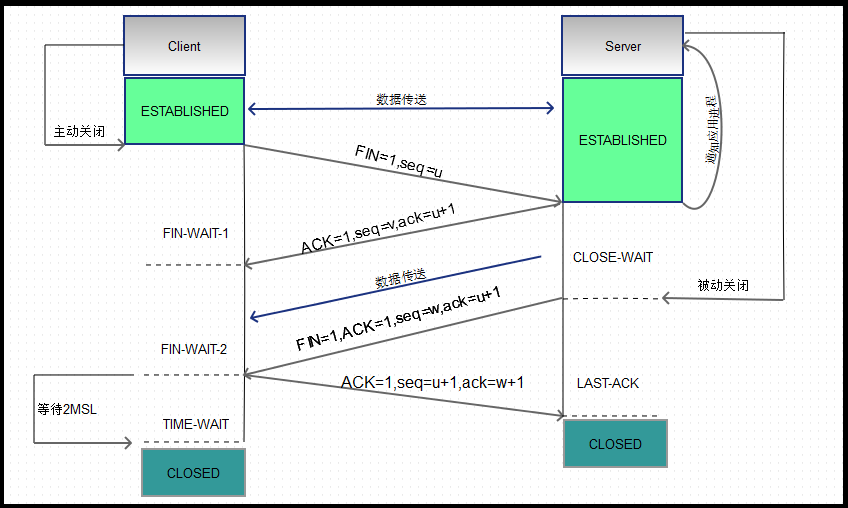 Client
Server
ESTABLISHED
数据传送
ESTABLISHED
通知应用进程
主动关闭
FIN=1,seq=u
FIN-WAIT-1
ACK=1,seq=v,ack=u+1
CLOSE-WAIT
数据传送
被动关闭
FIN=1,ACK=1,seq=w,ack=u+1
FIN-WAIT-2
ACK=1,seq=u+1,ack=w+1
LAST-ACK
等待2MSL
TIME-WAIT
CLOSED
CLOSED